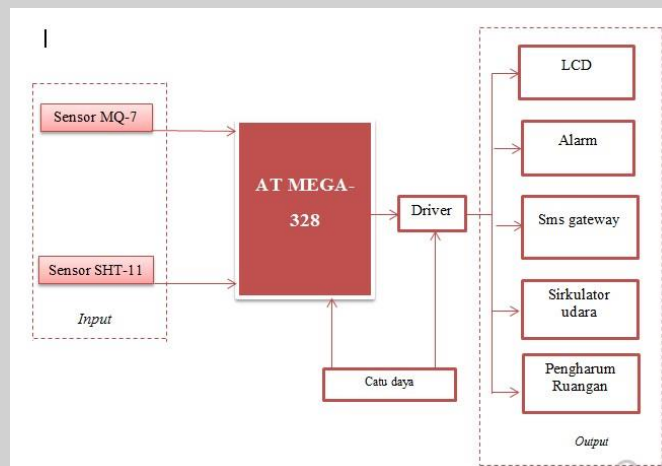 Sensor MQ-7
Sensor SHT-11
Input
AT MEGA-
328
Driver
Catu daya
LCD
Alarm
Sms gateway
Sirkulator
udara
Pengharum
Ruangan
Output